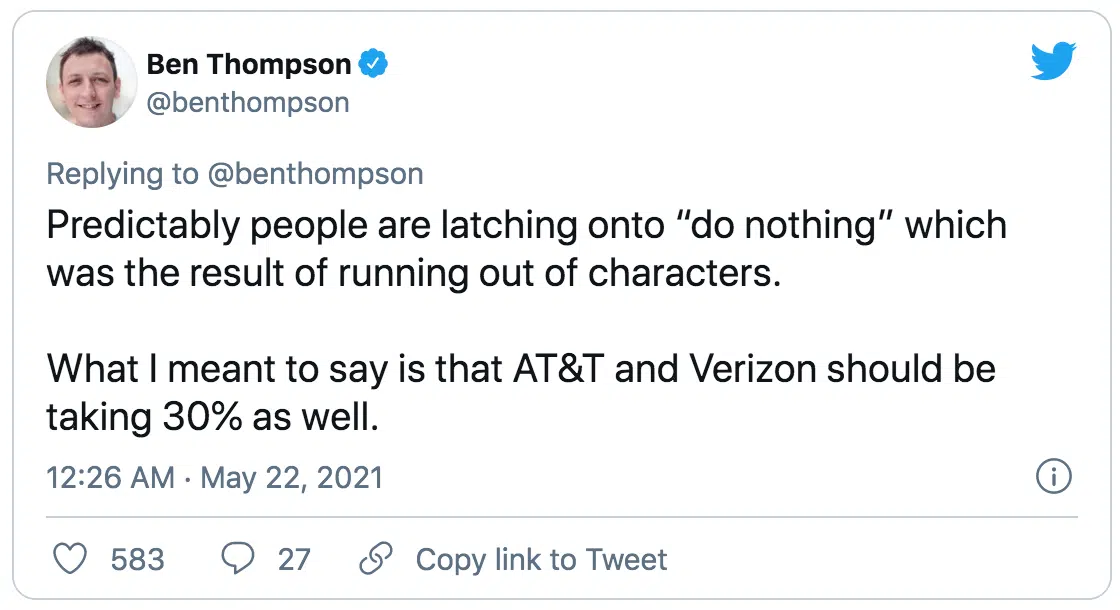 Ben Thompson
@benthompson
Replying to @benthompson
Predictably people are latching onto “do nothing” which
was the result of running out of characters.
What I meant to say is that AT&T and Verizon should be
taking 30% as well.
12:26 AM · May 22, 2021
583 27 Copy link to Tweet